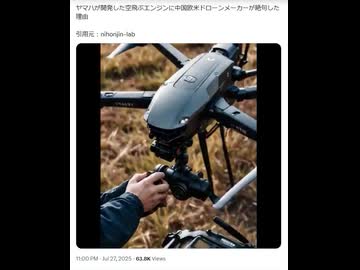 ヤマハが開発した空飛ぶエンジンに中国欧米ドローンメーカーが絶句した
理由
引用元：nihonjin-lab
11:00 PM · Jul 27, 2025 · 63.8K Views